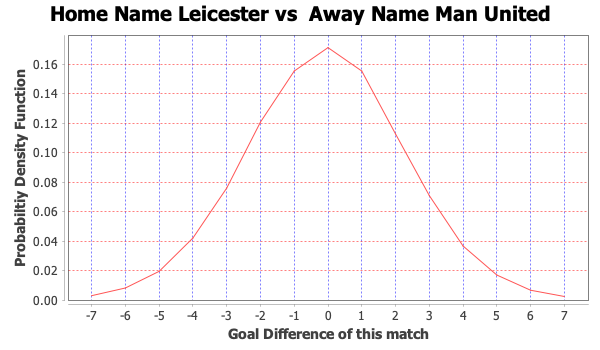 Home Name Leicester vs  Away Name Man United
Probabiltiy Density Function
0.16
0.14
0.12
0.10
0.08
0.06
0.04
0.02
0.00
-7 -6 -5 -4 -3 -2 -1 0 1 2 3 4 5 6 7
Goal Difference of this match